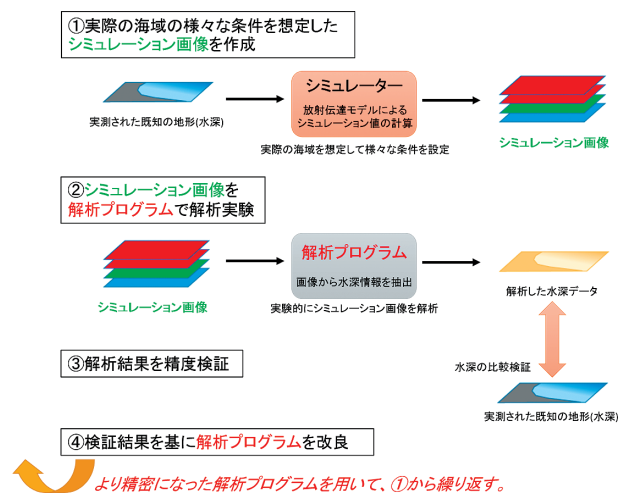 ①実際の海域の様々な条件を想定した
シミュレーション画像を作成
実測された既知の地形(水深)
シミュレーター
放射伝達モデルによる
シミュレーション値の計算
実際の海域を想定して様々な条件を設定
シミュレーション画像
②シミュレーション画像を
解析プログラムで解析実験
シミュレーション画像
解析プログラム
画像から水深情報を抽出
実験的にシミュレーション画像を解析
解析した水深データ
③解析結果を精度検証
水深の比較検証
実測された既知の地形(水深)
④検証結果を基に解析プログラムを改良
より精密になった解析プログラムを用いて、①から繰り返す。